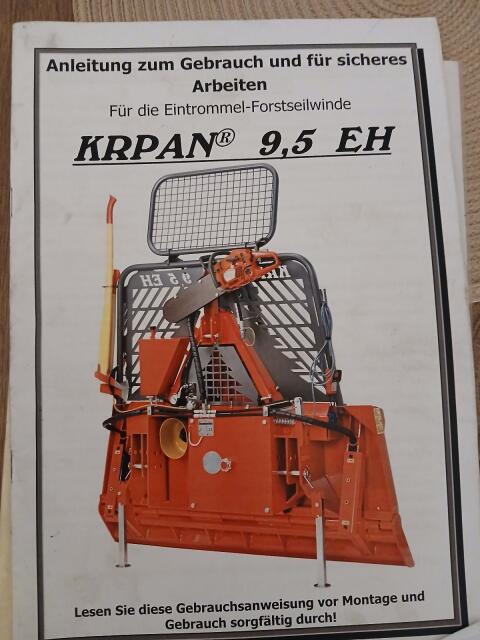 Anleitung zum Gebrauch und für sicheres
Arbeiten
Für die Eintrommel-Forstseilwinde
KRPAN® 9,5 EH
Lesen Sie diese Gebrauchsanweisung vor Montage und
Gebrauch sorgfältig durch!